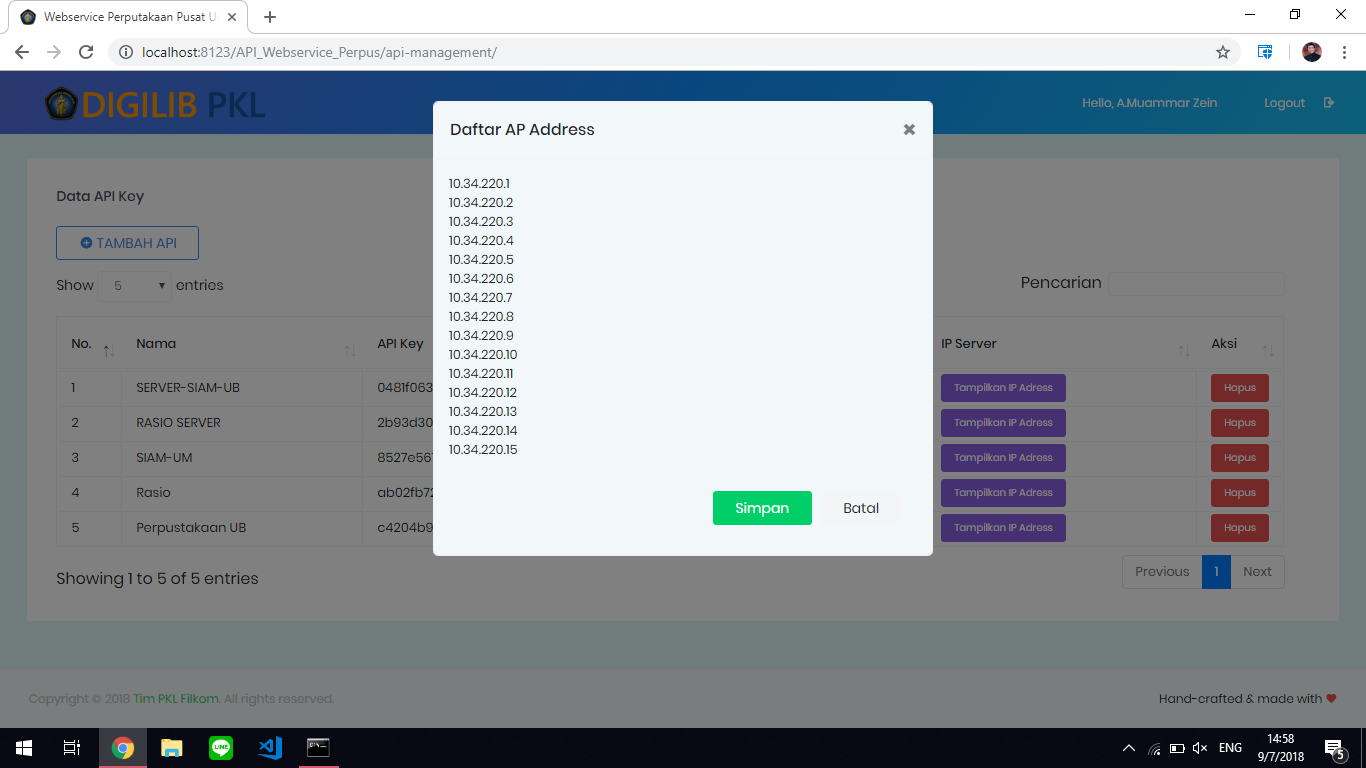 Webservice Perputakaan Pusat U
localhost:8123/API_Webservice_Perpus/api-management/
DIGILIB PKL
Hello, A.Muammar Zein
Logout
Daftar AP Address
10.34.220.1
10.34.220.2
10.34.220.3
10.34.220.4
10.34.220.5
10.34.220.6
10.34.220.7
10.34.220.8
10.34.220.9
10.34.220.10
10.34.220.11
10.34.220.12
10.34.220.13
10.34.220.14
10.34.220.15
Simpan Batal
Data API Key
TAMBAH API
Show 5 entries
Pencarian
No. Nama API Key IP Server Aksi
1 SERVER-SIAM-UB 0481f063 Tampilkan IP Adress Hapus
2 RASIO SERVER 2b93d30 Tampilkan IP Adress Hapus
3 SIAM-UM 8527e567 Tampilkan IP Adress Hapus
4 Rasio ab02fb72 Tampilkan IP Adress Hapus
5 Perpustakaan UB c4204b9 Tampilkan IP Adress Hapus
Showing 1 to 5 of 5 entries
Previous 1 Next
Copyright © 2018 Tim PKL Filkom. All rights reserved.
Hand-crafted & made with
LINE
ENG
14:58
9/7/2018
5